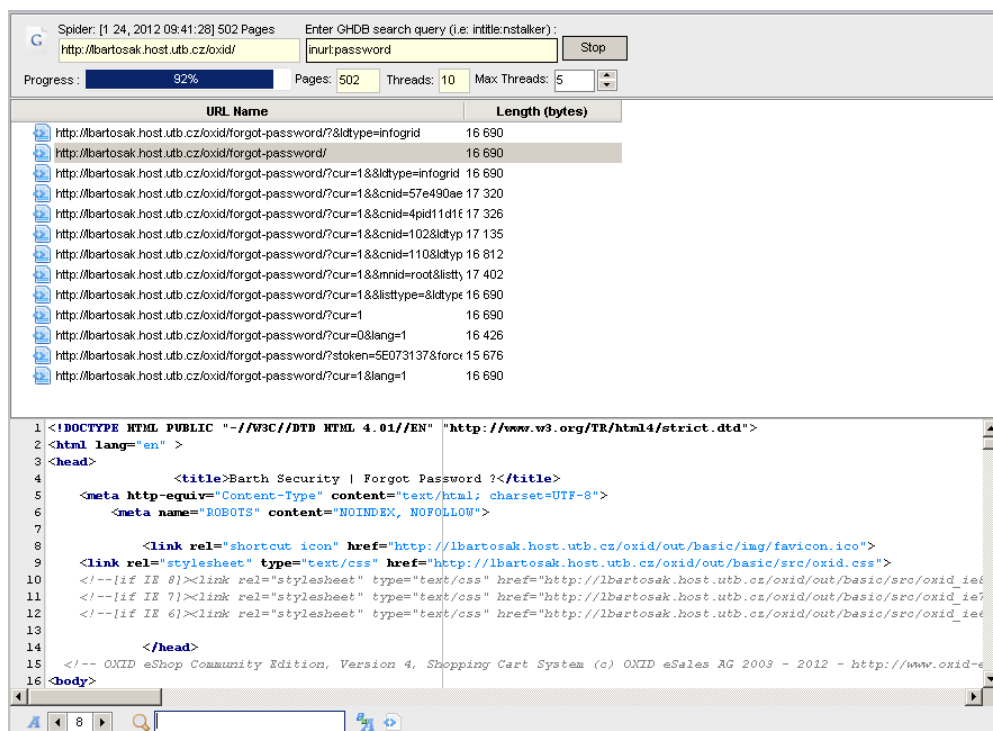 Spider: [1 24, 2012 09:41:28] 502 Pages Enter GHDB search query (i.e: intitle:nstalker) :
G http://lbartosak.host.utb.cz/oxid/ inurl:password Stop
Progress : 92% Pages: 502 Threads: 10 Max Threads: 5
URL Name Length (bytes)
http://lbartosak.host.utb.cz/oxid/forgot-password/?&ldtype=infogrid 16 690
http://lbartosak.host.utb.cz/oxid/forgot-password/ 16 690
http://lbartosak.host.utb.cz/oxid/forgot-password/?cur=1&&ldtype=infogrid 16 690
http://lbartosak.host.utb.cz/oxid/forgot-password/?cur=1&&cnid=57e490ae 17 320
http://lbartosak.host.utb.cz/oxid/forgot-password/?cur=1&&cnid=4pid11d1€ 17 326
http://lbartosak.host.utb.cz/oxid/forgot-password/?cur=1&&cnid=102&ldtyp 17 135
http://lbartosak.host.utb.cz/oxid/forgot-password/?cur=1&&cnid=110&ldtyp 16 812
http://lbartosak.host.utb.cz/oxid/forgot-password/?cur=1&&mnid=root&listty 17 402
http://lbartosak.host.utb.cz/oxid/forgot-password/?cur=1&&listtype=&ldtype 16 690
http://lbartosak.host.utb.cz/oxid/forgot-password/?cur=1 16 690
http://lbartosak.host.utb.cz/oxid/forgot-password/?cur=0&lang=1 16 426
http://lbartosak.host.utb.cz/oxid/forgot-password/?stoken=5E073137&force 15 676
http://lbartosak.host.utb.cz/oxid/forgot-password/?cur=1&lang=1 16 690
1 <!DOCTYPE HTML PUBLIC "-//W3C//DTD HTML 4.01//EN" "http://www.w3.org/TR/html4/strict.dtd">
2 <html lang="en" >
3 <head>
4 <title>Barth Security | Forgot Password ?</title>
5 <meta http-equiv="Content-Type" content="text/html; charset=UTF-8">
6 <meta name="ROBOTS" content="NOINDEX, NOFOLLOW">
7
8 <link rel="shortcut icon" href="http://lbartosak.host.utb.cz/oxid/out/basic/img/favicon.ico">
9 <link rel="stylesheet" type="text/css" href="http://lbartosak.host.utb.cz/oxid/out/basic/src/oxid.css">
10 <!--[if IE 8]><link rel="stylesheet" type="text/css" href="http://lbartosak.host.utb.cz/oxid/out/basic/src/oxid_ie8
11 <!--[if IE 7]><link rel="stylesheet" type="text/css" href="http://lbartosak.host.utb.cz/oxid/out/basic/src/oxid_ie7
12 <!--[if IE 6]><link rel="stylesheet" type="text/css" href="http://lbartosak.host.utb.cz/oxid/out/basic/src/oxid_ie6
13
14 </head>
15 <!-- OXID eShop Community Edition, Version 4, Shopping Cart System (c) OXID eSales AG 2003 - 2012 - http://www.oxid-e
16 <body>
A 8